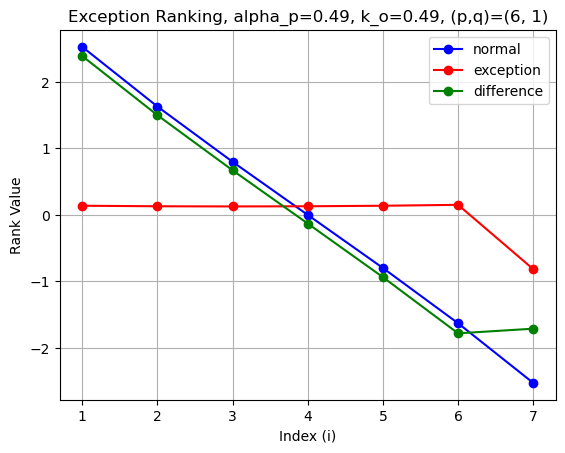 Exception Ranking, alpha_p=0.49, k_o=0.49, (p,q)=(6, 1)
normal
exception
difference
2
1
0
−1
−2
Rank Value
1 2 3 4 5 6 7
Index (i)